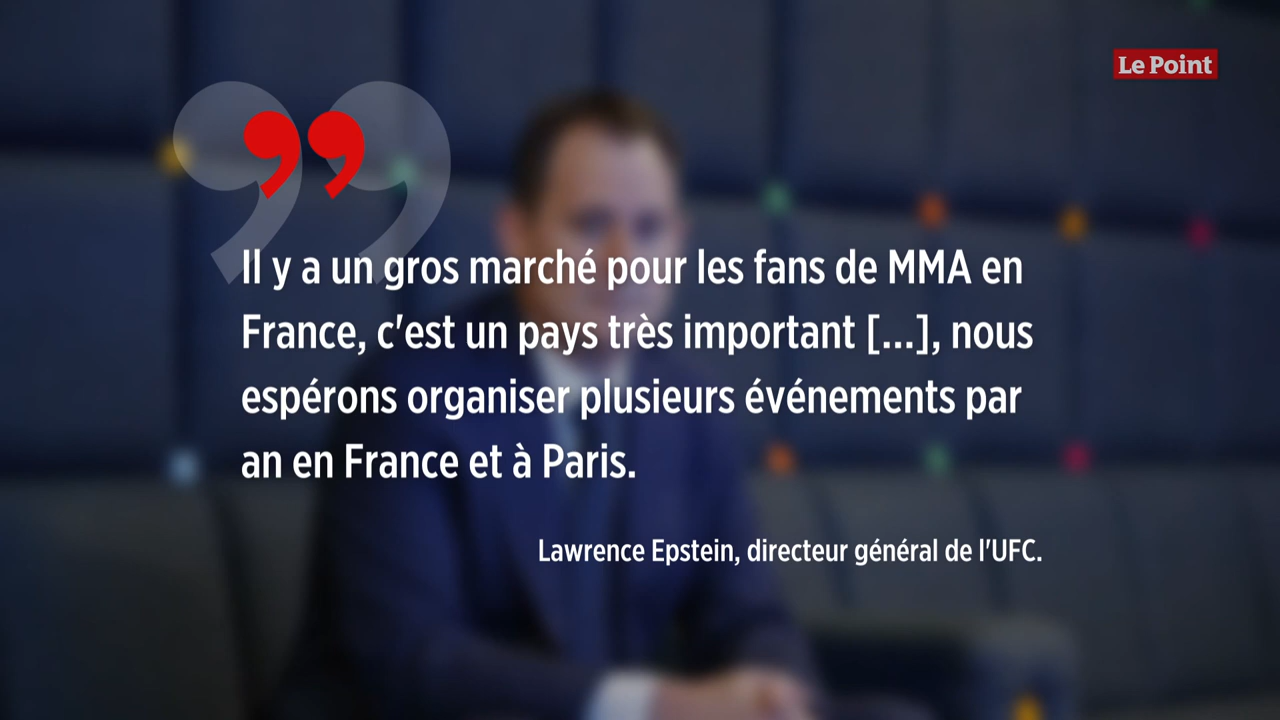 Le Point
Il y a un gros marché pour les fans de MMA en
France, c'est un pays très important [...], nous
espérons organiser plusieurs événements par
an en France et à Paris.
Lawrence Epstein, directeur général de l'UFC.